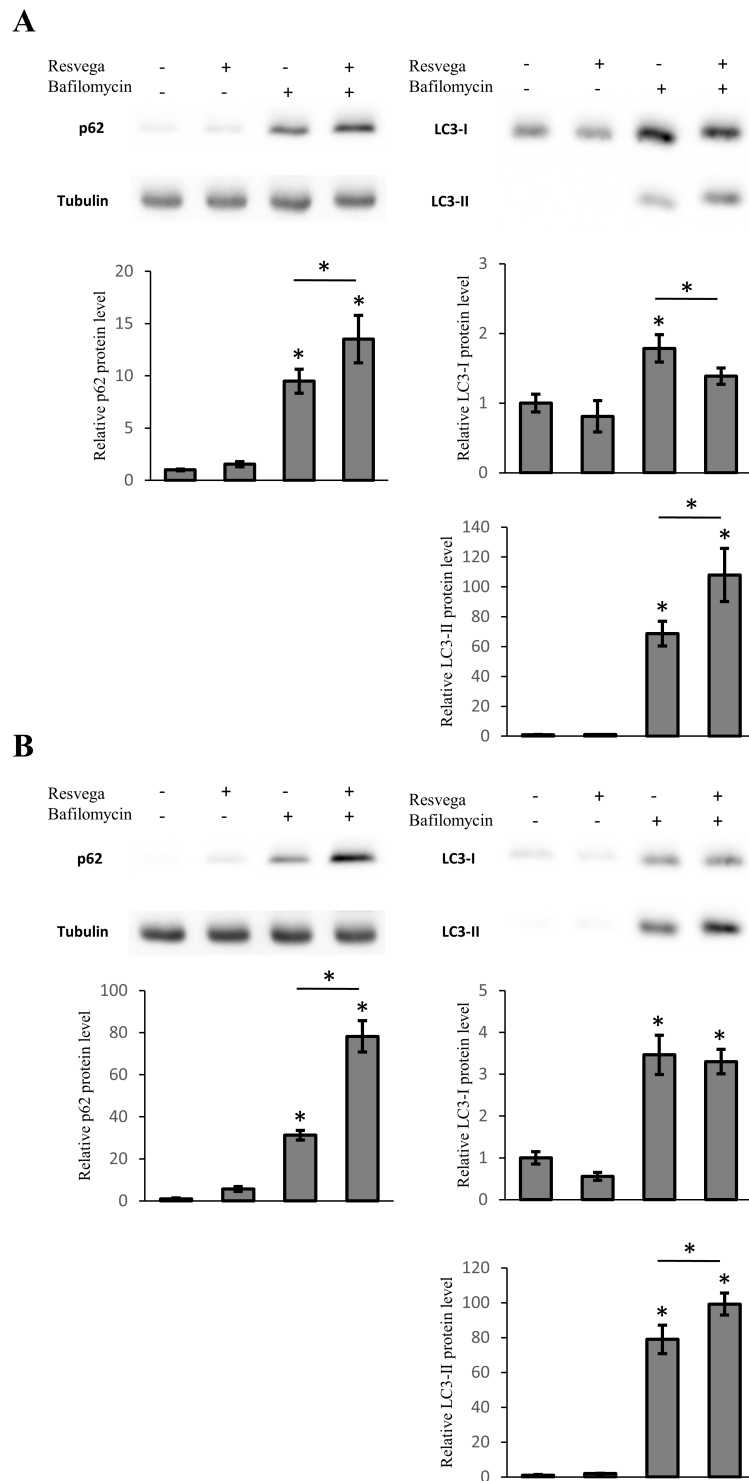 A
Resvega - + - +
Bafilomycin - - + +
p62
Tubulin
Resvega - + - +
Bafilomycin - - + +
LC3-I
LC3-II
Relative p62 protein level
20
15
10
5
0
*
*
*
Relative LC3-I protein level
3
2
1
0
*
*
Relative LC3-II protein level
140
120
100
80
60
40
20
0
*
*
*
B
Resvega - + - +
Bafilomycin - - + +
p62
Tubulin
Resvega - + - +
Bafilomycin - - + +
LC3-I
LC3-II
Relative p62 protein level
100
80
60
40
20
0
*
*
*
Relative LC3-I protein level
5
4
3
2
1
0
*
*
Relative LC3-II protein level
120
100
80
60
40
20
0
*
*
*